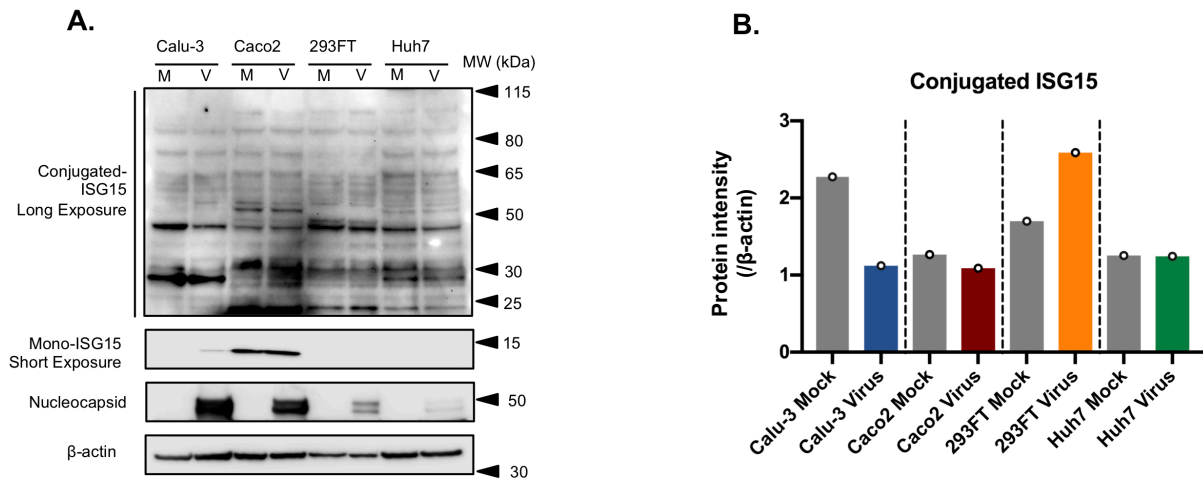 A.
Calu-3 Caco2 293FT Huh7
M V M V M V M V
MW (kDa)
115
80
65
50
30
25
Conjugated-
ISG15
Long Exposure
Mono-ISG15
Short Exposure
15
Nucleocapsid
50
β-actin
30
B.
Conjugated ISG15
Protein intensity
(/β-actin)
3
2
1
0
Calu-3 Mock
Calu-3 Virus
Caco2 Mock
Caco2 Virus
293FT Mock
293FT Virus
Huh7 Mock
Huh7 Virus